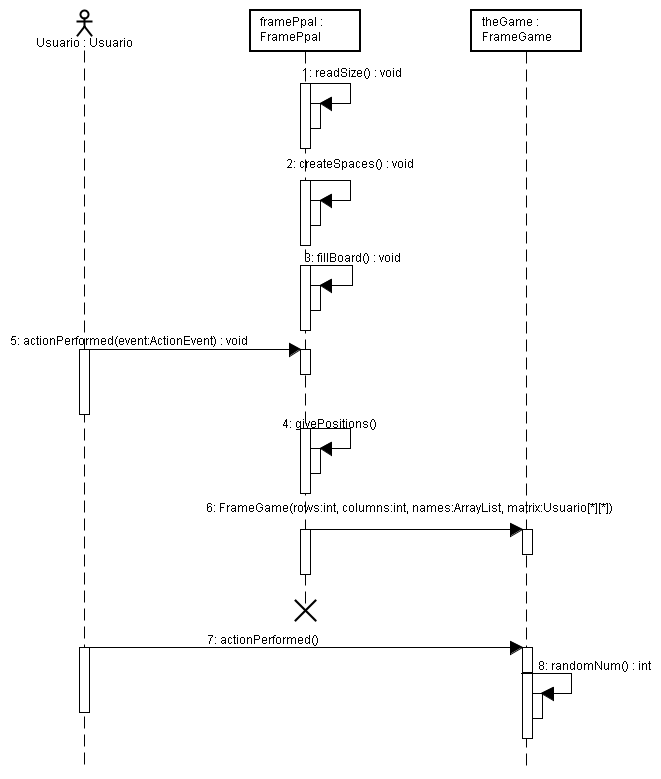 framePpal :
FramePpal
theGame :
FrameGame
Usuario : Usuario
1: readSize() : void
2: createSpaces() : void
3: fillBoard() : void
5: actionPerformed(event:ActionEvent) : void
4: givePositions()
6: FrameGame(rows:int, columns:int, names:ArrayList, matrix:Usuario[*][*])
7: actionPerformed()
8: randomNum() : int